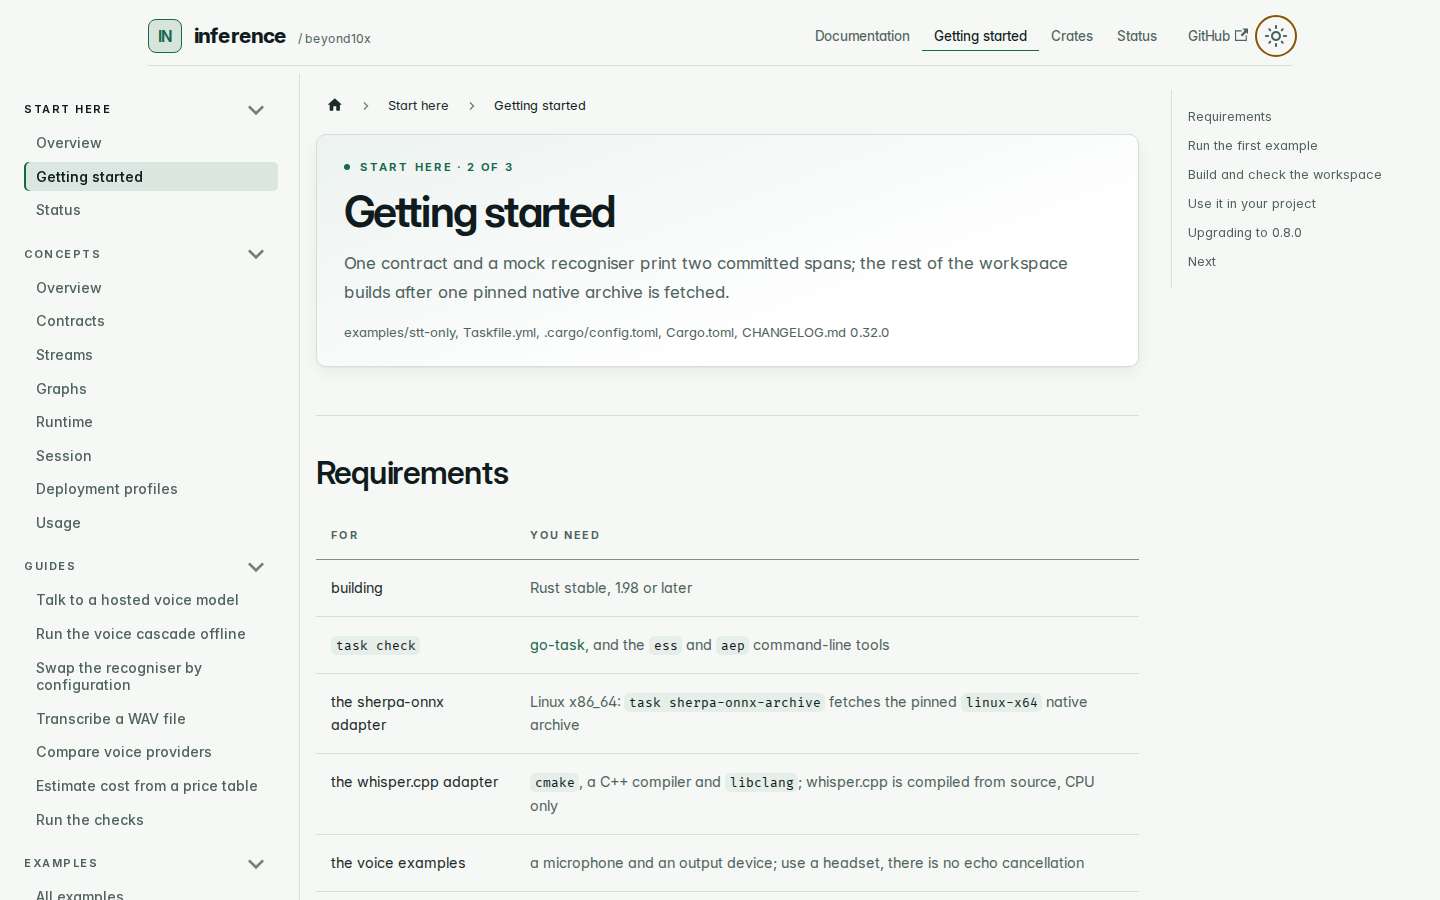 IN inference / beyond10x Documentation Getting started Crates Status GitHub
START HERE
Overview
Getting started
Status
CONCEPTS
Overview
Contracts
Streams
Graphs
Runtime
Session
Deployment profiles
Usage
GUIDES
Talk to a hosted voice model
Run the voice cascade offline
Swap the recogniser by
configuration
Transcribe a WAV file
Compare voice providers
Estimate cost from a price table
Run the checks
EXAMPLES
All examples
Start here Getting started
START HERE · 2 OF 3
Getting started
One contract and a mock recogniser print two committed spans; the rest of the workspace
builds after one pinned native archive is fetched.
examples/stt-only, Taskfile.yml, .cargo/config.toml, Cargo.toml, CHANGELOG.md 0.32.0
Requirements
FOR YOU NEED
building Rust stable, 1.98 or later
task check go-task, and the ess and aep command-line tools
the sherpa-onnx
adapter
Linux x86_64: task sherpa-onnx-archive fetches the pinned linux-x64 native
archive
the whisper.cpp adapter cmake, a C++ compiler and libclang; whisper.cpp is compiled from source, CPU
only
the voice examples a microphone and an output device; use a headset, there is no echo cancellation
Requirements
Run the first example
Build and check the workspace
Use it in your project
Upgrading to 0.8.0
Next